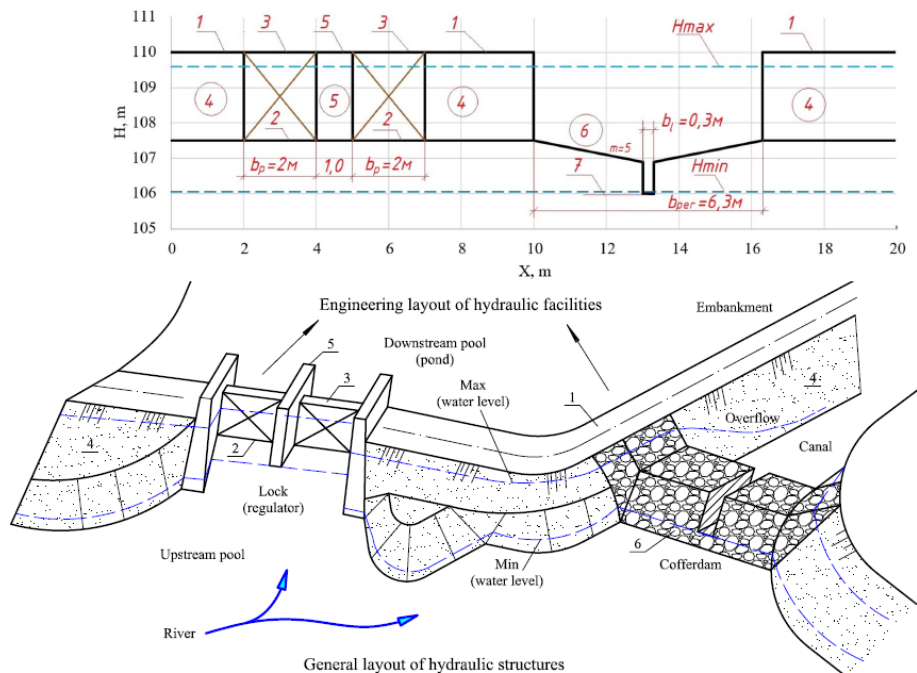 111
110
109
108
107
106
105
H, m
1
3
5
3
1
Hmax
1
4
5
4
6
4
2
2
m=5
b_i=0,3м
7
Hmin
b_p=2м
1,0
b_p=2м
b_per=6,3м
0
2
4
6
8
10
12
14
16
18
20
X, m
Engineering layout of hydraulic facilities
Embankment
Downstream pool
(pond)
5
3
Max
(water level)
1
4
Overflow
Canal
4
2
Lock
(regulator)
Upstream pool
Min
(water level)
6
Cofferdam
River
General layout of hydraulic structures